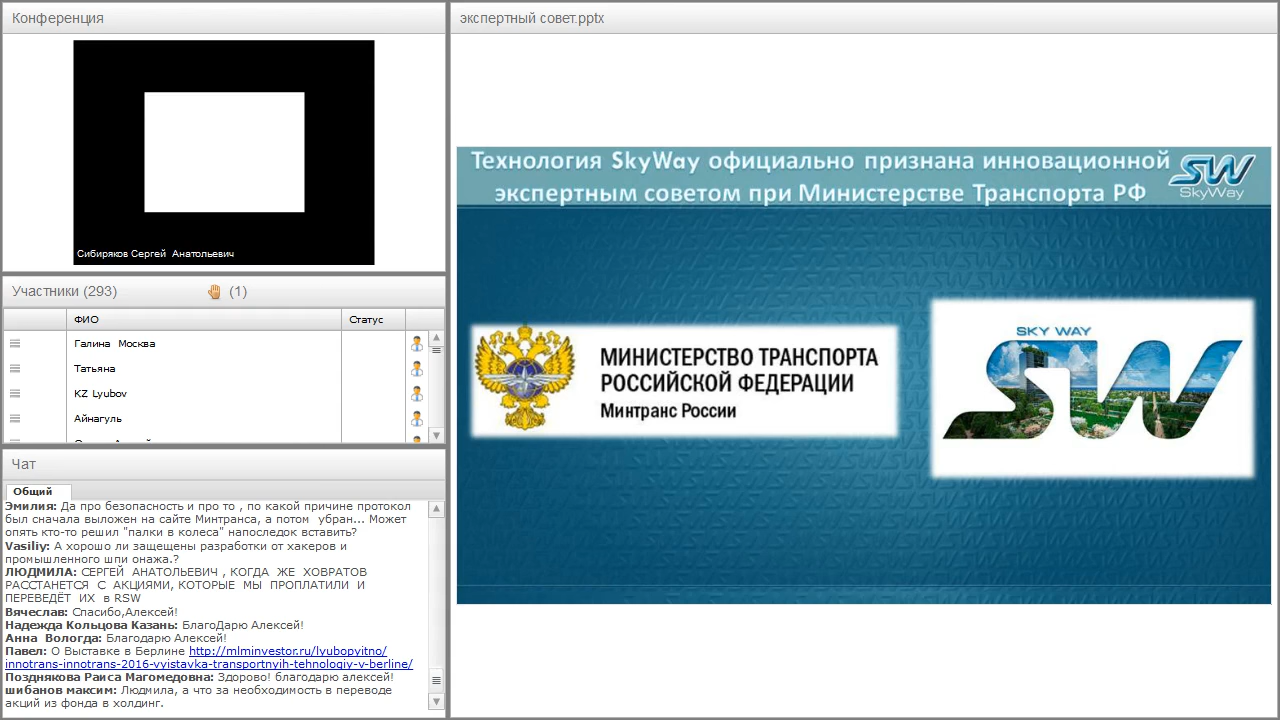 Конференция
Сибиряков Сергей Анатольевич
Участники (293)
(1)
ФИО
Статус
Галина Москва
Татьяна
KZ Lyubov
Айнагуль
Чат
Общий
Эмилия: Да про безопасность и про то , по какой причине протокол
был сначала выложен на сайте Минтранса, а потом убран... Может
опять кто-то решил "палки в колеса" напоследок вставить?
Vasiliy: А хорошо ли защещены разработки от хакеров и
промышленного шпи онажа.?
ЛЮДМИЛА: СЕРГЕЙ АНАТОЛЬЕВИЧ , КОГДА ЖЕ ХОВРАТОВ
РАССТАНЕТСЯ С АКЦИЯМИ, КОТОРЫЕ МЫ ПРОПЛАТИЛИ И
ПЕРЕВЕДЁТ ИХ в RSW
Вячеслав: Спасибо,Алексей!
Надежда Кольцова Казань: БлагоДарю Алексей!
Анна Вологда: Благодарю Алексей!
Павел: О Выставке в Берлине http://mlminvestor.ru/lyubopyitno/
innotrans-innotrans-2016-vyistavka-transportnyih-tehnologiy-v-berline/
Позднякова Раиса Магомедовна: Здорово! благодарю алексей!
шибанов максим: Людмила, а что за необходимость в переводе
акций из фонда в холдинг.
экспертный совет.pptx
Технология SkyWay официально признана инновационной
экспертным советом при Министерстве Транспорта РФ
SW
SkyWay
МИНИСТЕРСТВО ТРАНСПОРТА
РОССИЙСКОЙ ФЕДЕРАЦИИ
Минтранс России
SKY WAY
SW